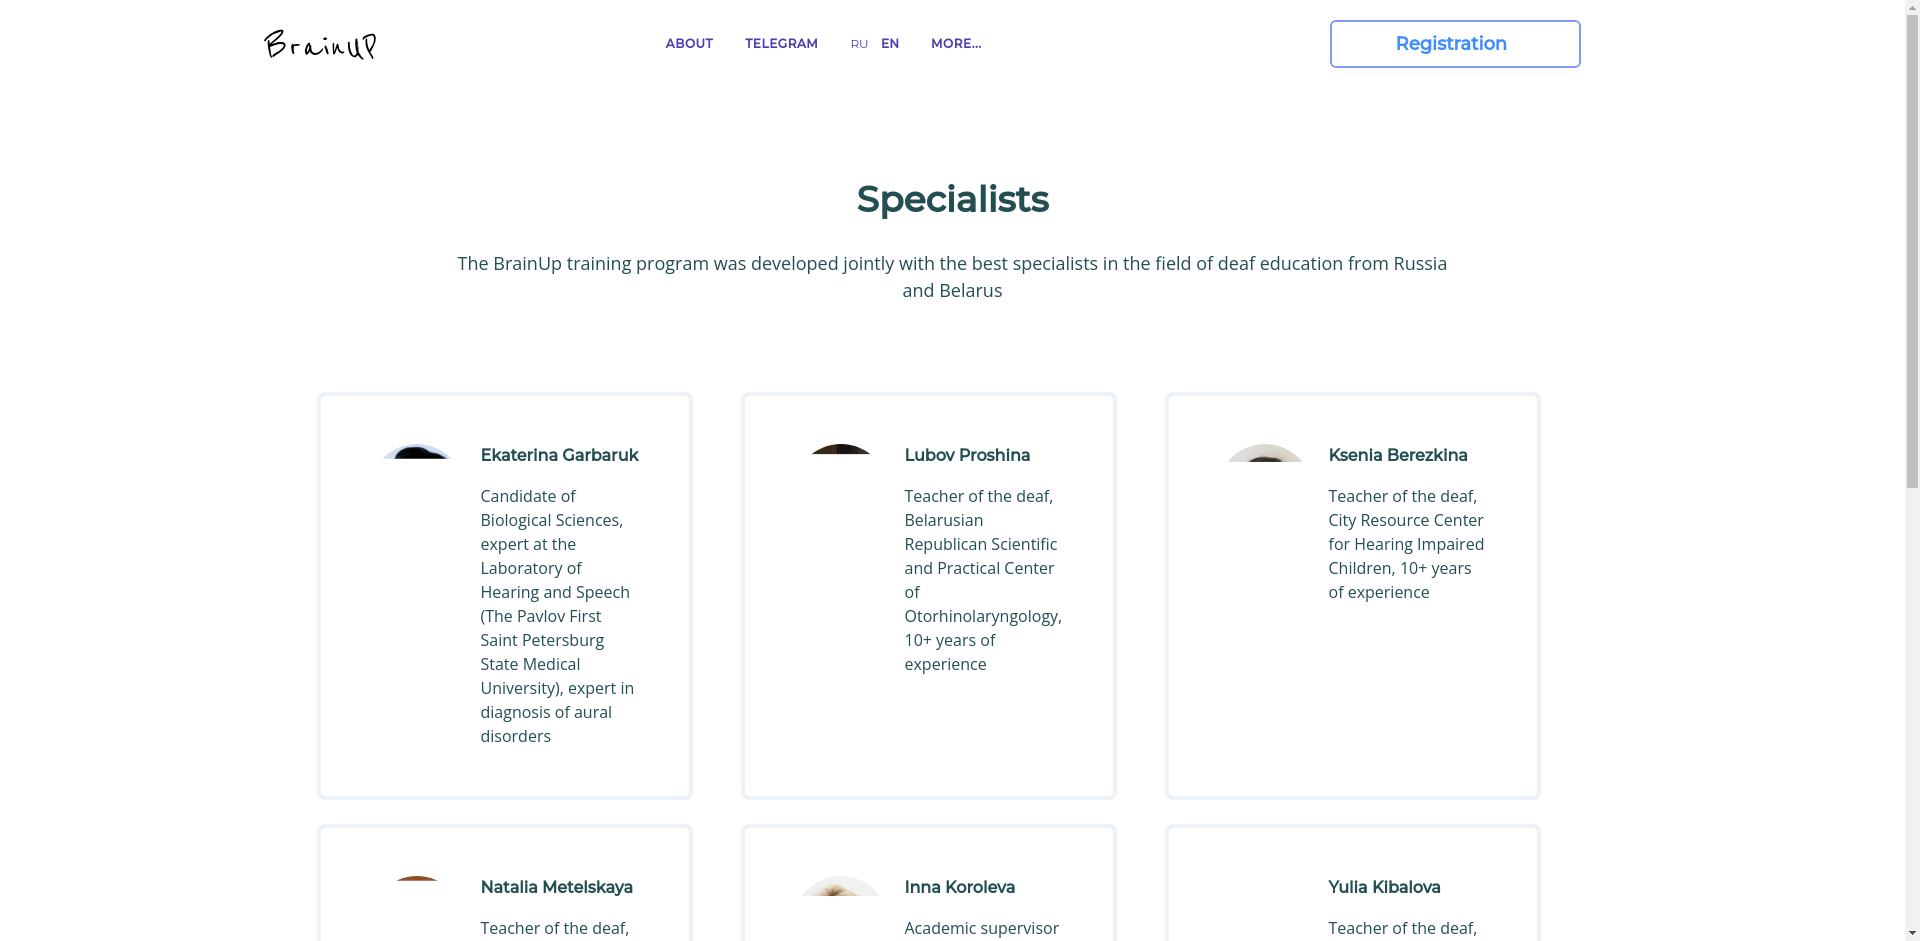 BrainUP
ABOUT
TELEGRAM
RU
EN
MORE...
Registration
Specialists
The BrainUp training program was developed jointly with the best specialists in the field of deaf education from Russia
and Belarus
Ekaterina Garbaruk
Candidate of
Biological Sciences,
expert at the
Laboratory of
Hearing and Speech
(The Pavlov First
Saint Petersburg
State Medical
University), expert in
diagnosis of aural
disorders
Lubov Proshina
Teacher of the deaf,
Belarusian
Republican Scientific
and Practical Center
of
Otorhinolaryngology,
10+ years of
experience
Ksenia Berezkina
Teacher of the deaf,
City Resource Center
for Hearing Impaired
Children, 10+ years
of experience
Natalia Metelskaya
Teacher of the deaf,
Inna Koroleva
Academic supervisor
Yulia Kibalova
Teacher of the deaf,